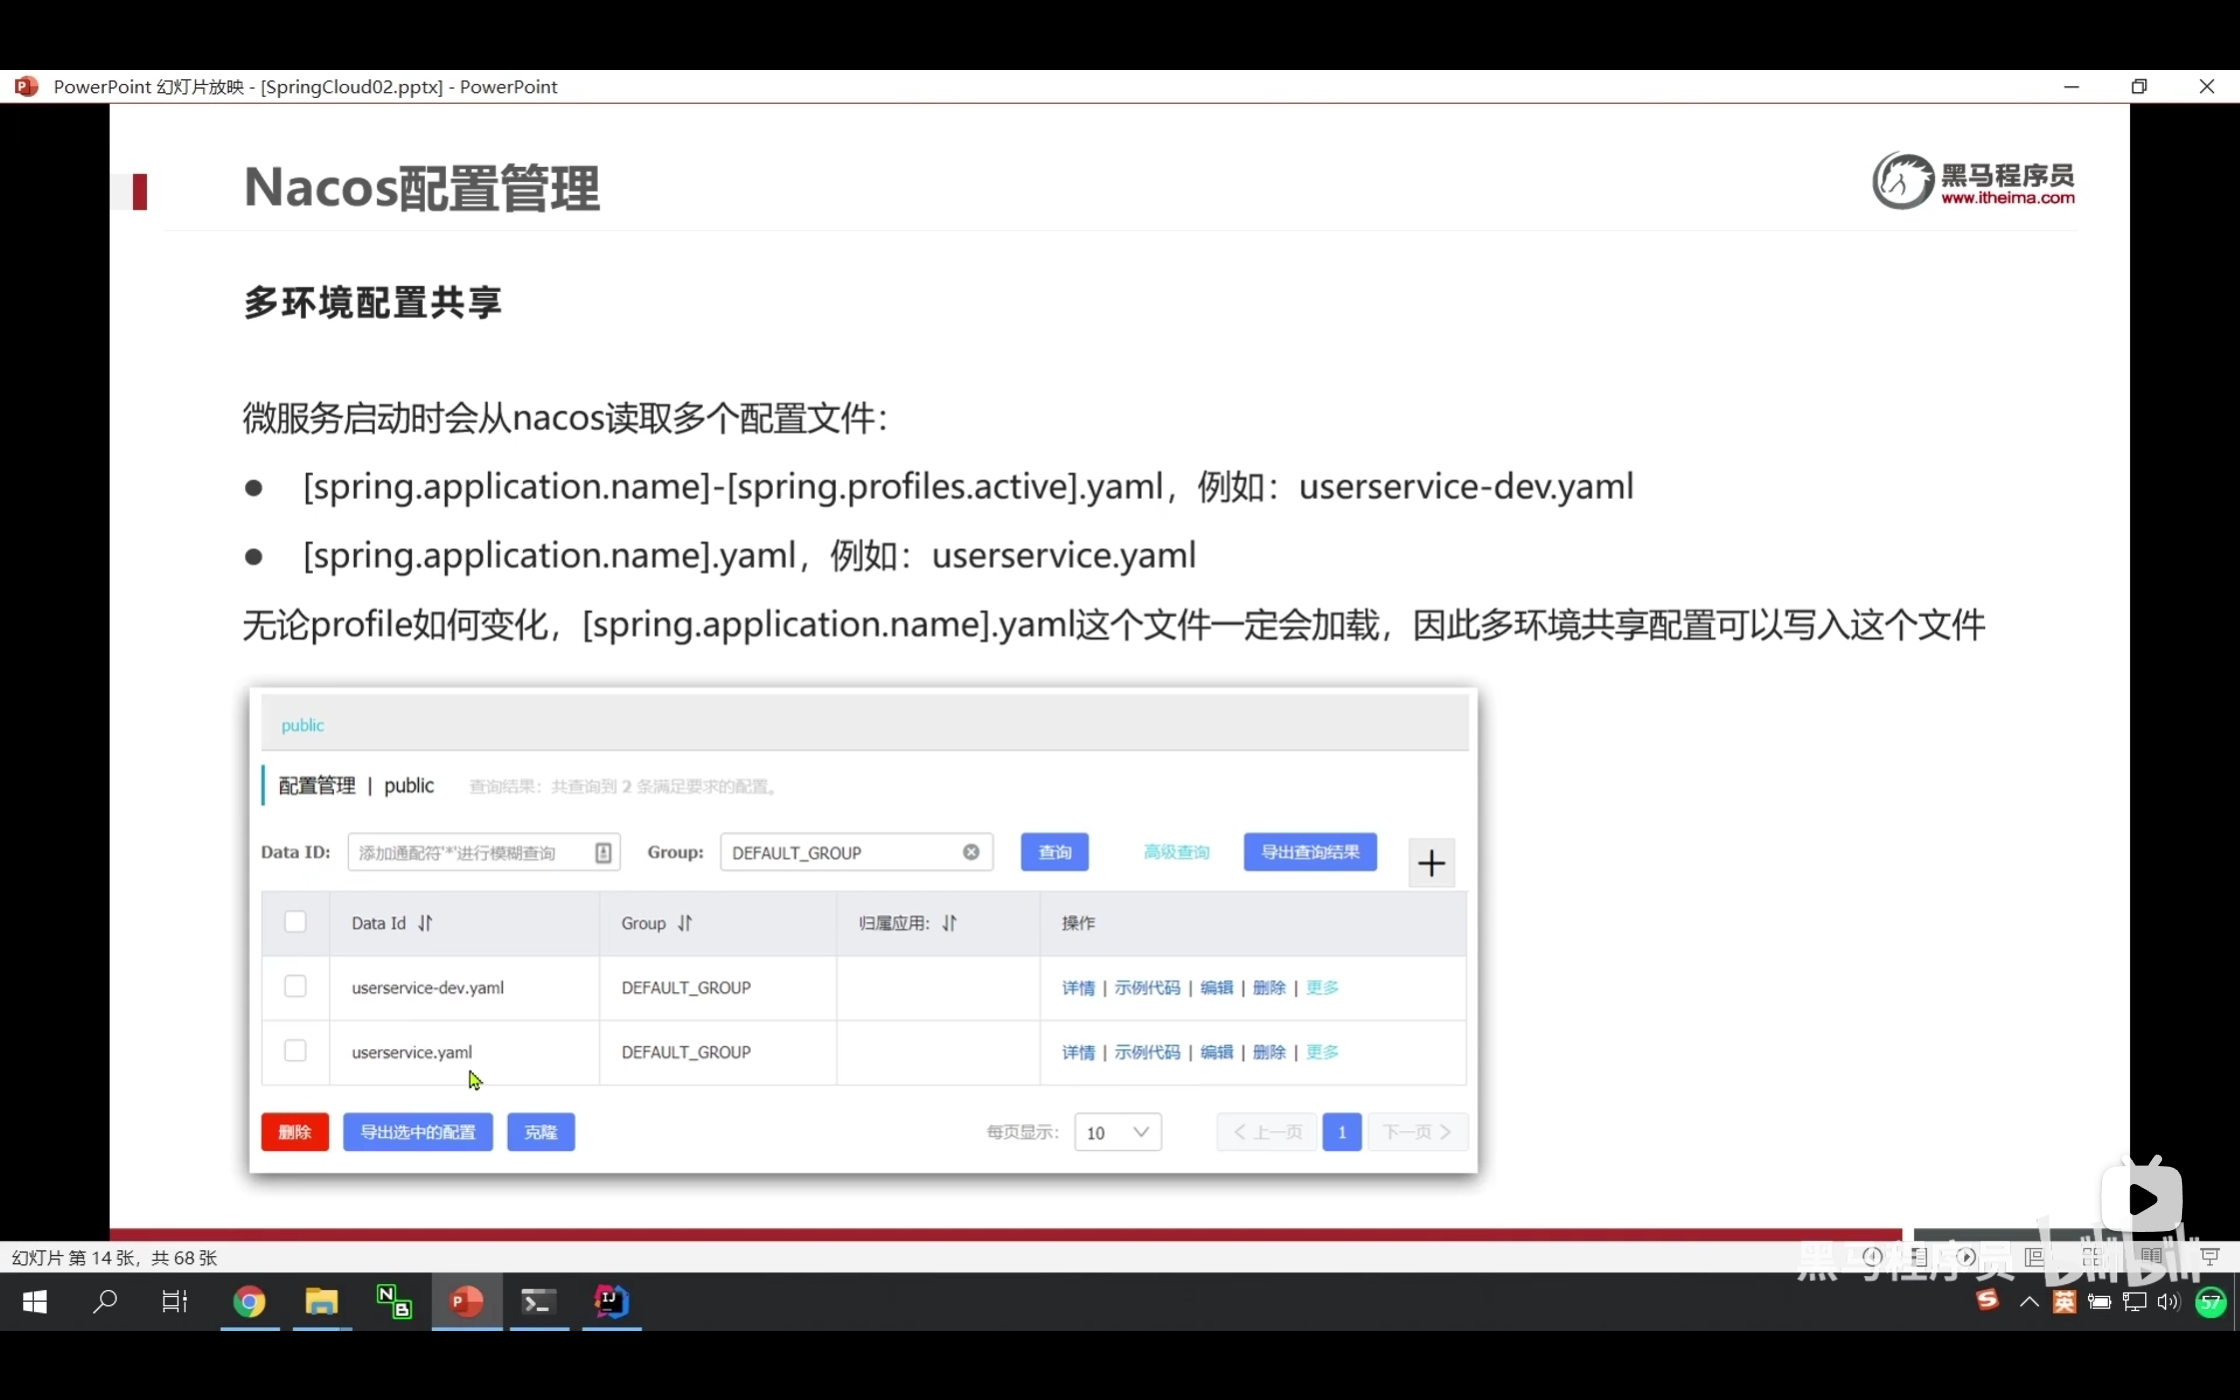 PowerPoint 幻灯片放映 - [SpringCloud02.pptx] - PowerPoint
Nacos配置管理
黑马程序员
www.itheima.com
多环境配置共享
微服务启动时会从nacos读取多个配置文件：
● [spring.application.name]-[spring.profiles.active].yaml，例如：userservice-dev.yaml
● [spring.application.name].yaml，例如：userservice.yaml
无论profile如何变化，[spring.application.name].yaml这个文件一定会加载，因此多环境共享配置可以写入这个文件
public
配置管理 | public 查询结果：共查询到 2 条满足要求的配置。
Data ID: 添加通配符'*'进行模糊查询 Group: DEFAULT_GROUP 查询 高级查询 导出查询结果 +
Data Id Group 归属应用: 操作
userservice-dev.yaml DEFAULT_GROUP 详情 | 示例代码 | 编辑 | 删除 | 更多
userservice.yaml DEFAULT_GROUP 详情 | 示例代码 | 编辑 | 删除 | 更多
删除 导出选中的配置 克隆 每页显示: 10 < 上一页 1 下一页 >
幻灯片 第 14 张，共 68 张
黑马程序员 bilibili
英 57